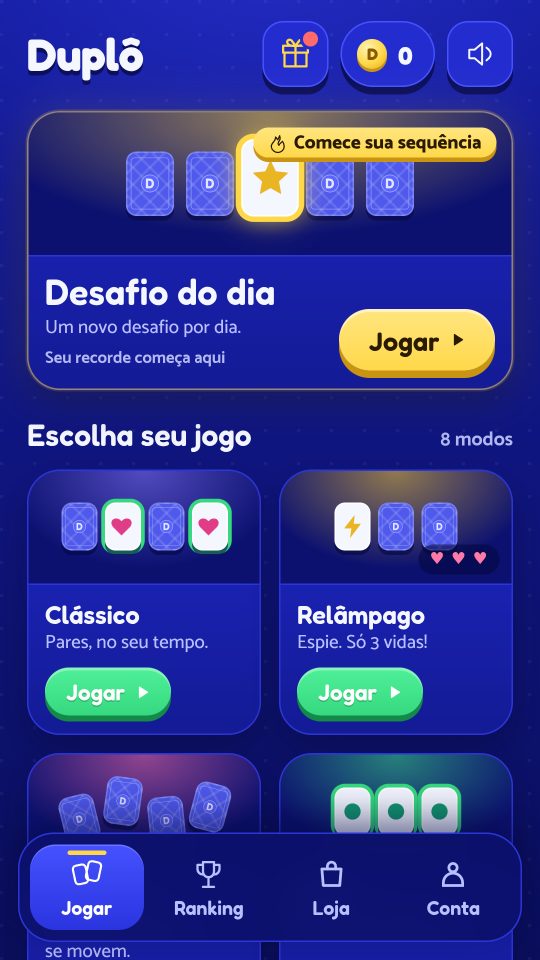 Duplô
D 0
Comece sua sequência
D D D D
Desafio do dia
Um novo desafio por dia.
Seu recorde começa aqui
Jogar
Escolha seu jogo
8 modos
D D
D D
Clássico
Pares, no seu tempo.
Jogar
Relâmpago
Espie. Só 3 vidas!
Jogar
D D D D
Jogar
Ranking
Loja
Conta
se movem.